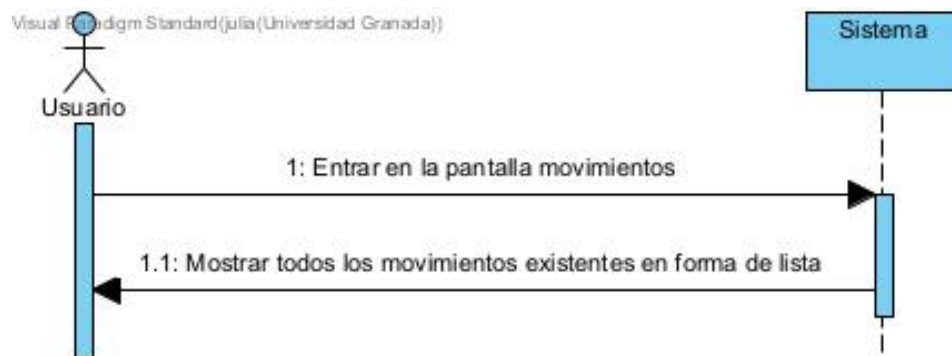 Visual Paradigm Standard(julia(Universidad Granada))
Sistema
Usuario
1: Entrar en la pantalla movimientos
1.1: Mostrar todos los movimientos existentes en forma de lista